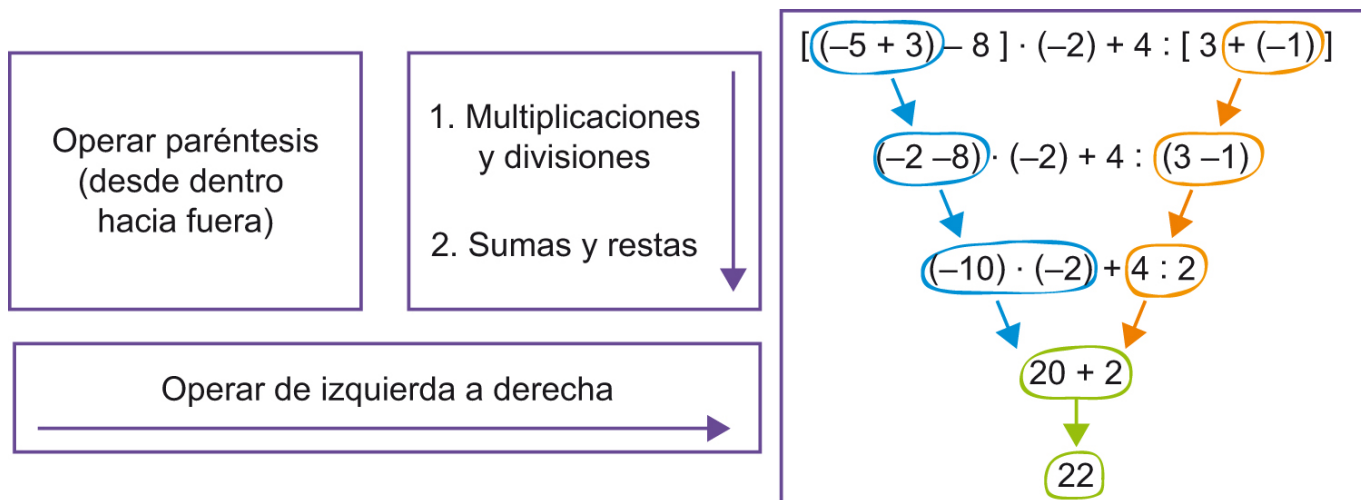 Operar paréntesis
(desde dentro
hacia fuera)
1. Multiplicaciones
y divisiones
2. Sumas y restas
Operar de izquierda a derecha
[(–5 + 3) – 8 ] · (–2) + 4 : [ 3 + (–1) ]
(–2 –8) · (–2) + 4 : (3 –1)
(–10) · (–2) + 4 : 2
20 + 2
22